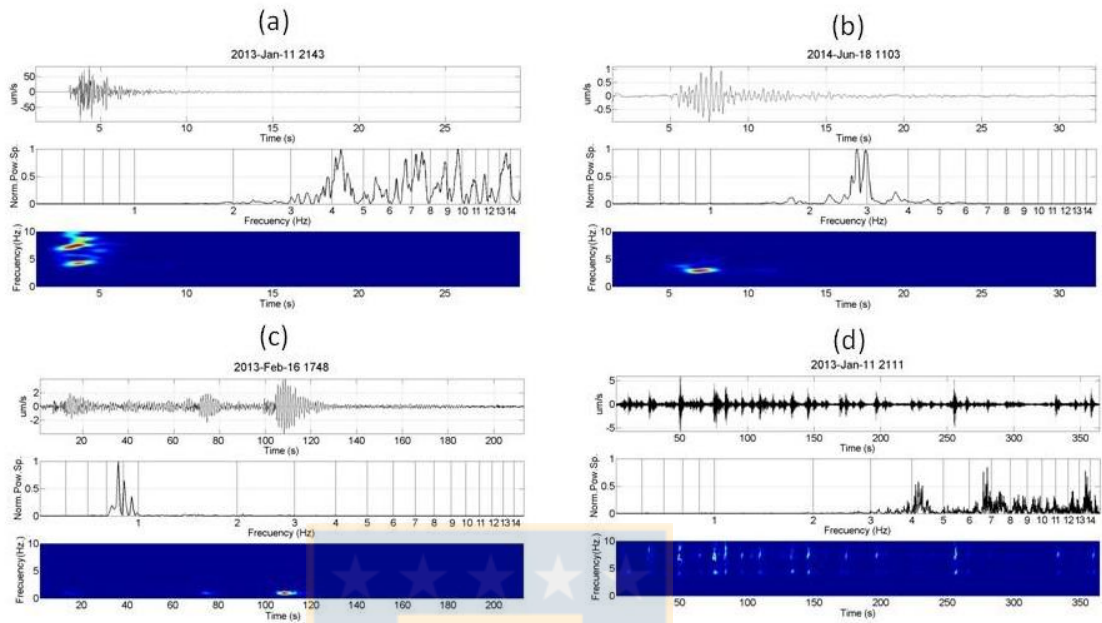 (a)
2013-Jan-11 2143
um/s
50
0
-50
5 10 15 20 25
Time (s)
Norm.Pow Sp.
1
0.5
0
1 2 3 4 5 6 7 8 9 10 11 12 13 14
Frecuency (Hz)
Frecuency(Hz.)
10
5
0
5 10 15 20 25
Time (s)
(b)
2014-Jun-18 1103
um/s
1
0.5
0
-0.5
5 10 15 20 25 30
Time (s)
Norm.Pow Sp.
1
0.5
0
1 2 3 4 5 6 7 8 9 10 11 12 13 14
Frecuency (Hz)
Frecuency(Hz.)
10
5
0
5 10 15 20 25 30
Time (s)
(c)
2013-Feb-16 1748
um/s
2
0
-2
20 40 60 80 100 120 140 160 180 200
Time (s)
Norm.Pow.Sp.
1
0.5
0
1 2 3 4 5 6 7 8 9 10 11 12 13 14
Frecuency (Hz)
Frecuency(Hz.)
10
5
0
20 40 60 80 100 120 140 160 180 200
Time (s)
(d)
2013-Jan-11 2111
um/s
5
0
-5
50 100 150 200 250 300 350
Time (s)
Norm.Pow.Sp.
1
0.5
0
1 2 3 4 5 6 7 8 9 10 11 12 13 14
Frecuency (Hz)
Frecuency(Hz.)
10
5
0
50 100 150 200 250 300 350
Time (s)